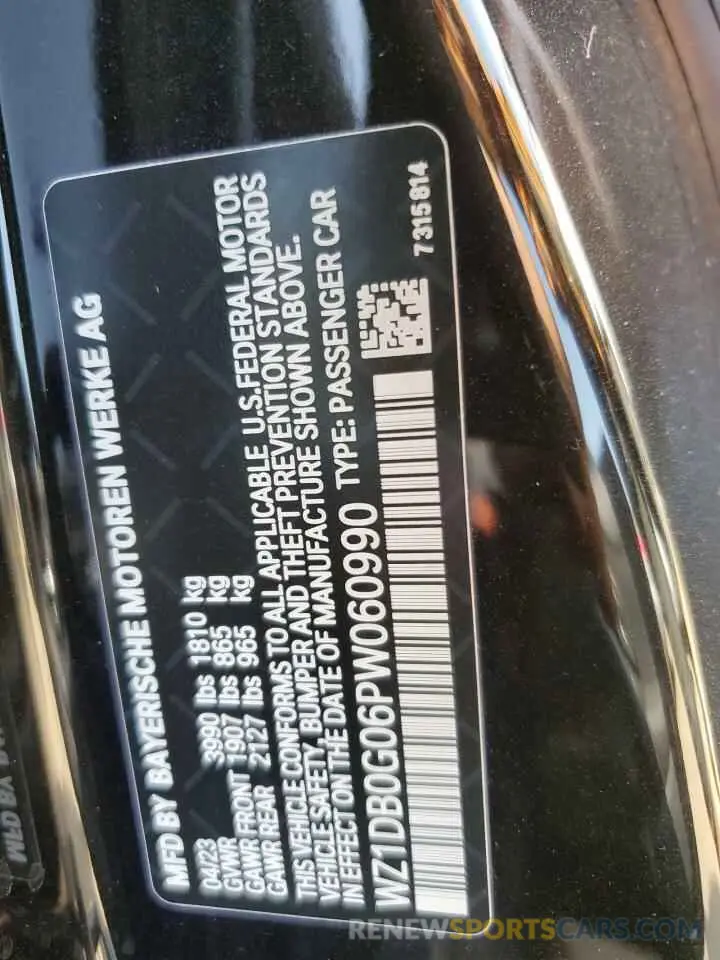 MFD BY BAYERISCHE MOTOREN WERKE AG
04/23
GVWR 3990 lbs 1810 kg
GAWR FRONT 1907 lbs 865 kg
GAWR REAR 2127 lbs 965 kg
THIS VEHICLE CONFORMS TO ALL APPLICABLE U.S.FEDERAL MOTOR
VEHICLE SAFETY, BUMPER AND THEFT PREVENTION STANDARDS
IN EFFECT ON THE DATE OF MANUFACTURE SHOWN ABOVE.
WZ1DB0G06PW060990 TYPE: PASSENGER CAR
7315814
RENEWSPORTSCARS.COM